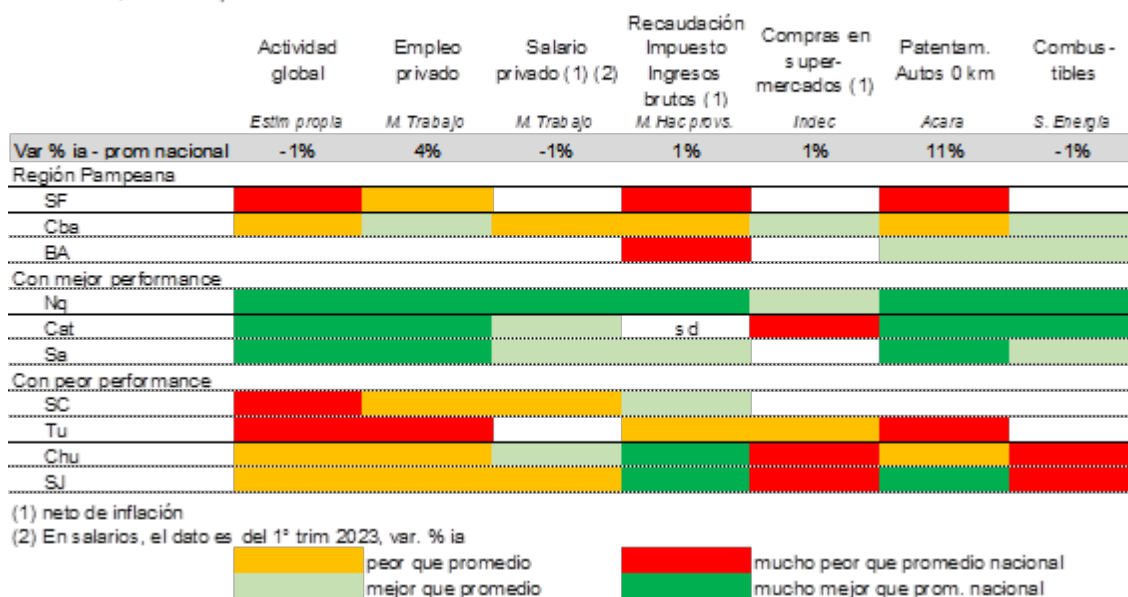 Actividad global
Empleo privado
Salario privado (1) (2)
Recaudación Impuesto Ingresos brutos (1)
Compras en super-mercados (1)
Patentam. Autos 0 km
Combus-tibles
Estim propia M. Trabajo M. Trabajo M. Hac provs. Indec Acara S. Energía
Var % ia - prom nacional -1% 4% -1% 1% 1% 11% -1%
Región Pampeana
SF
Cba
BA
Con mejor performance
Nq
Cat sd
Sa
Con peor performance
SC
Tu
Chu
SJ
(1) neto de inflación
(2) En salarios, el dato es del 1° trim 2023, var. % ia
peor que promedio mucho peor que promedio nacional
mejor que promedio mucho mejor que prom. nacional